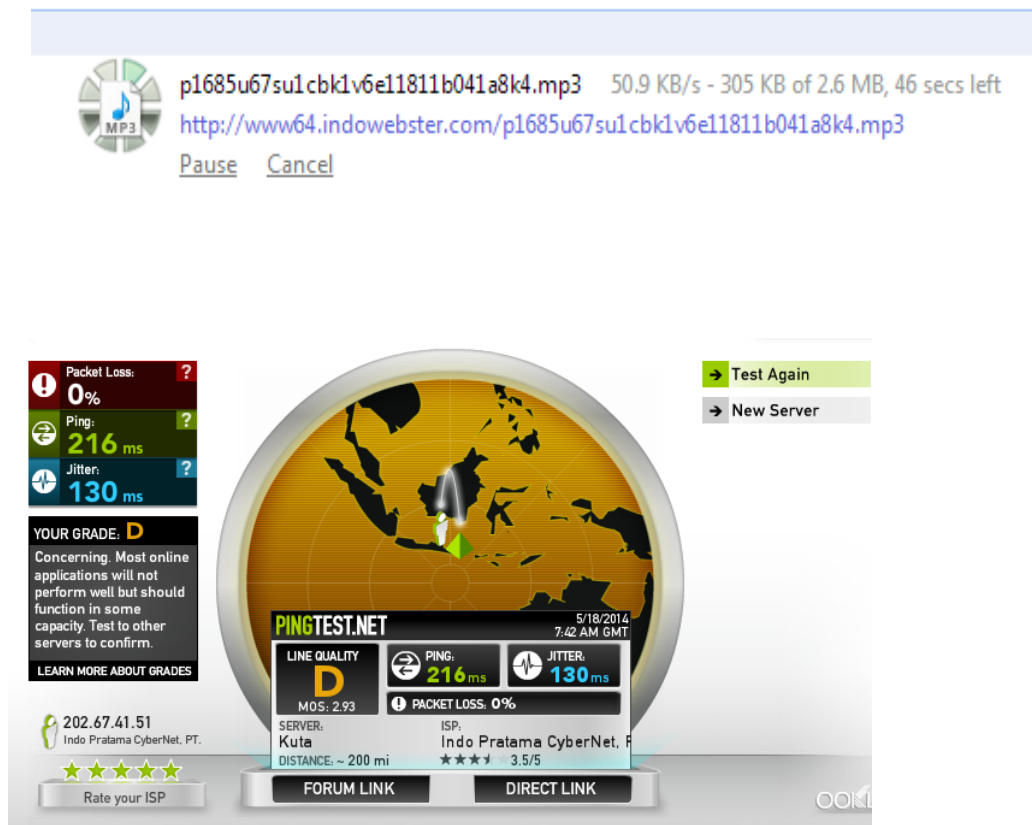 p1685u67su1cbk1v6e11811b041a8k4.mp3 50.9 KB/s - 305 KB of 2.6 MB, 46 secs left
MP3
http://www64.indowebster.com/p1685u67su1cbk1v6e11811b041a8k4.mp3
Pause Cancel
Packet Loss: ?
0%
Ping: ?
216 ms
Jitter: ?
130 ms
YOUR GRADE: D
Concerning. Most online
applications will not
perform well but should
function in some
capacity. Test to other
servers to confirm.
LEARN MORE ABOUT GRADES
202.67.41.51
Indo Pratama CyberNet, PT.
Rate your ISP
Test Again
New Server
PINGTEST.NET
5/18/2014
7:42 AM GMT
LINE QUALITY
D
MOS: 2.93
PING:
216 ms
JITTER:
130 ms
PACKET LOSS: 0%
SERVER:
Kuta
DISTANCE: ~ 200 mi
ISP:
Indo Pratama CyberNet,
3.5/5
FORUM LINK
DIRECT LINK